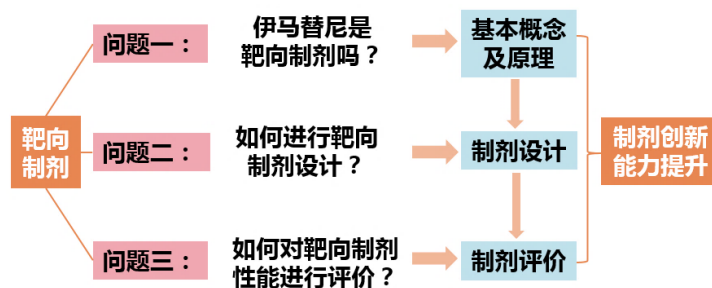 靶向
制剂
问题一：
伊马替尼是
靶向制剂吗？
基本概念
及原理
问题二：
如何进行靶向
制剂设计？
制剂设计
问题三：
如何对靶向制剂
性能进行评价？
制剂评价
制剂创新
能力提升